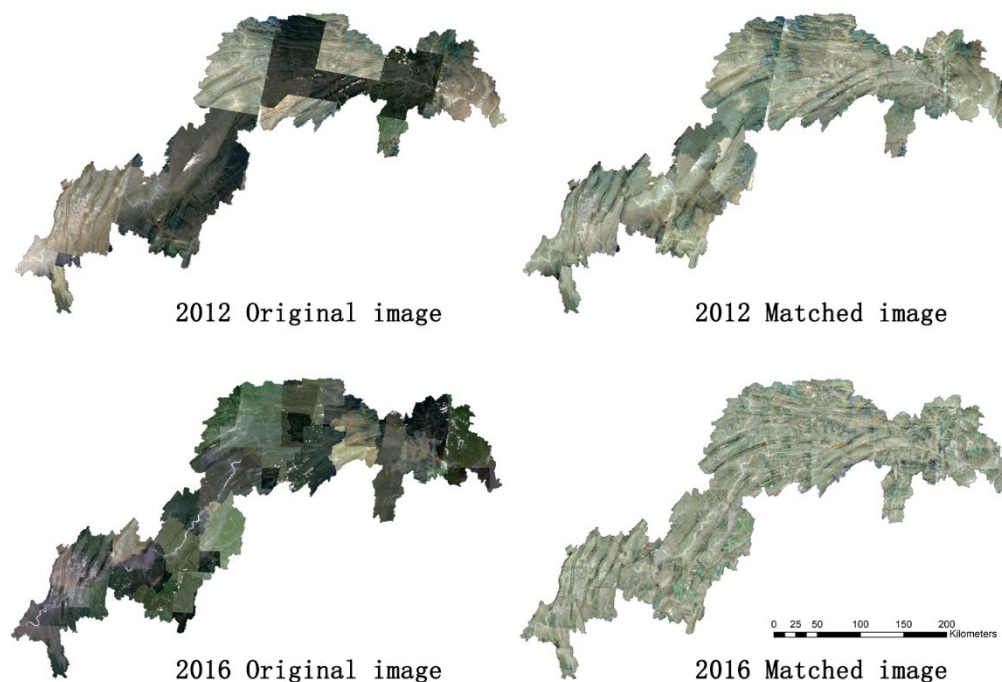 2012 Original image
2012 Matched image
0 25 50 100 150 200
Kilometers
2016 Original image
2016 Matched image